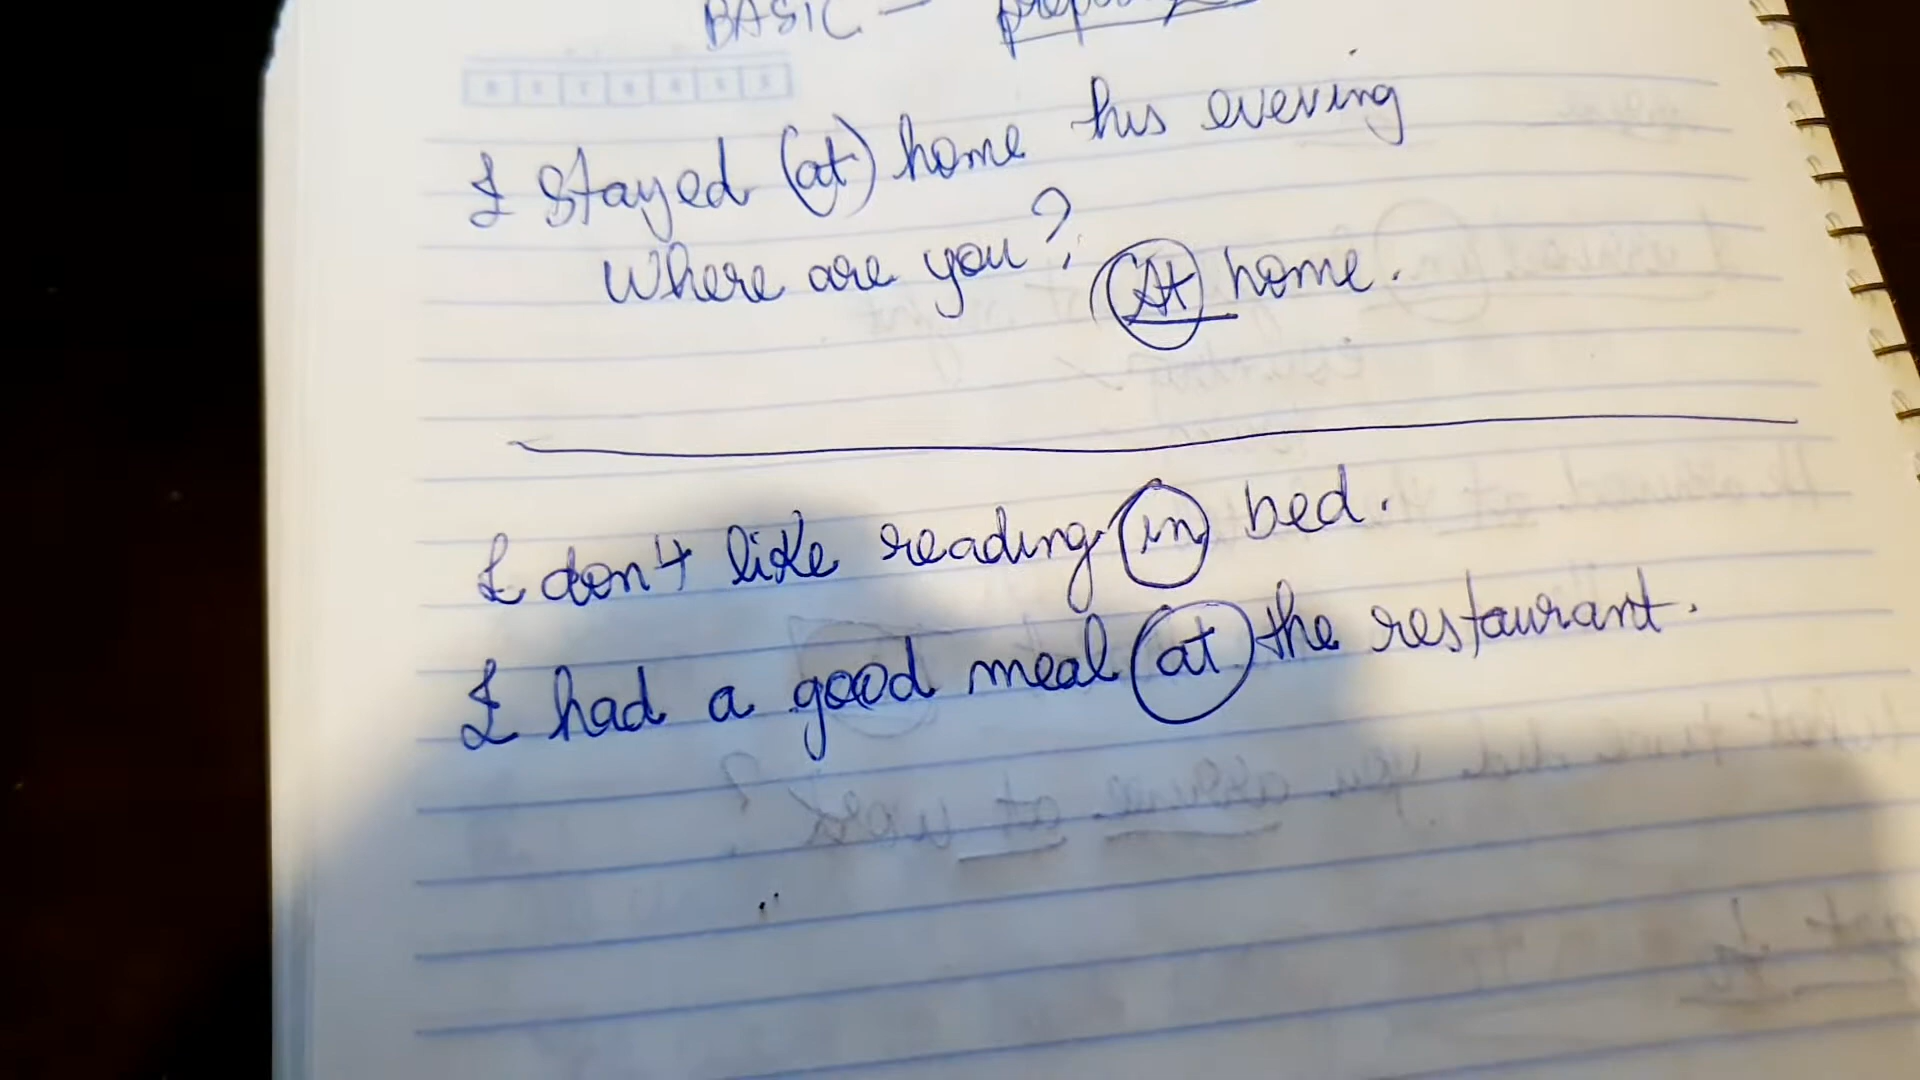 BASIC —
I stayed (at) home this evening
Where are you? At home.
I don't like reading in bed.
I had a good meal at the restaurant.